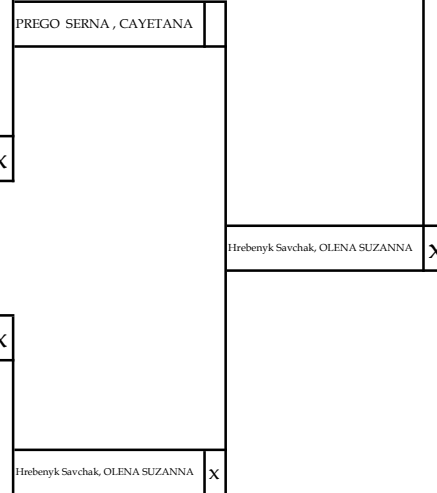 PREGO SERNA , CAYETANA
X
Hrebenyk Savchak, OLENA SUZANNA X
X
Hrebenyk Savchak, OLENA SUZANNA X